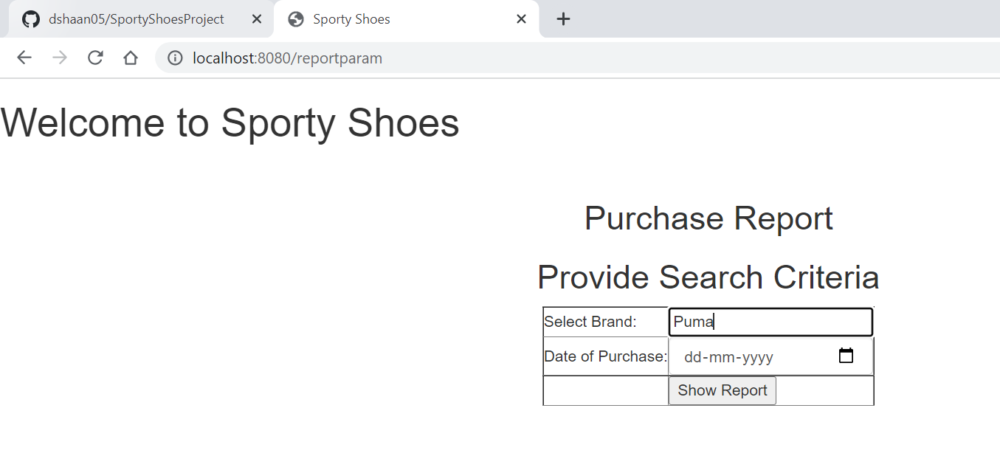 dshaan05/SportyShoesProject
Sporty Shoes
localhost:8080/reportparam
Welcome to Sporty Shoes
Purchase Report
Provide Search Criteria
Select Brand: Puma
Date of Purchase: dd-mm-yyyy
Show Report